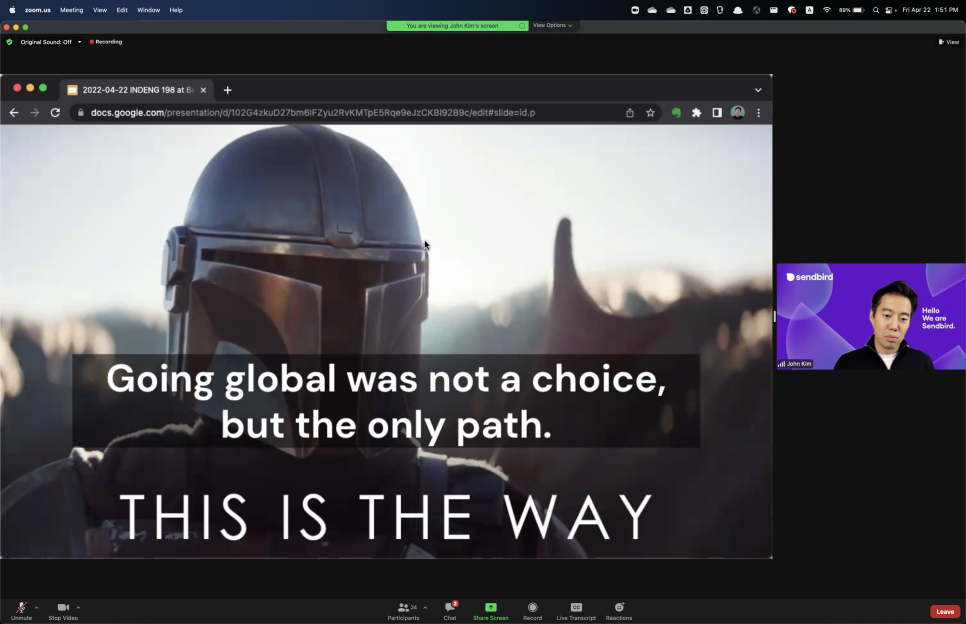 zoom.us Meeting View Edit Window Help
89% Fri Apr 22 1:51 PM
You are viewing John Kim's screen View Options
Original Sound: Off Recording View
2022-04-22 INDENG 198 at B
docs.google.com/presentation/d/102G4zkuD27bm6lFZyu2RvKMTpE5Rqe9eJzCKBI92B9c/edit#slide=id.p
Going global was not a choice,
but the only path.
THIS IS THE WAY
sendbird
Hello
We are
Sendbird.
John Kim
2
24
CC
Unmute Stop Video Participants Chat Share Screen Record Live Transcript Reactions
Leave